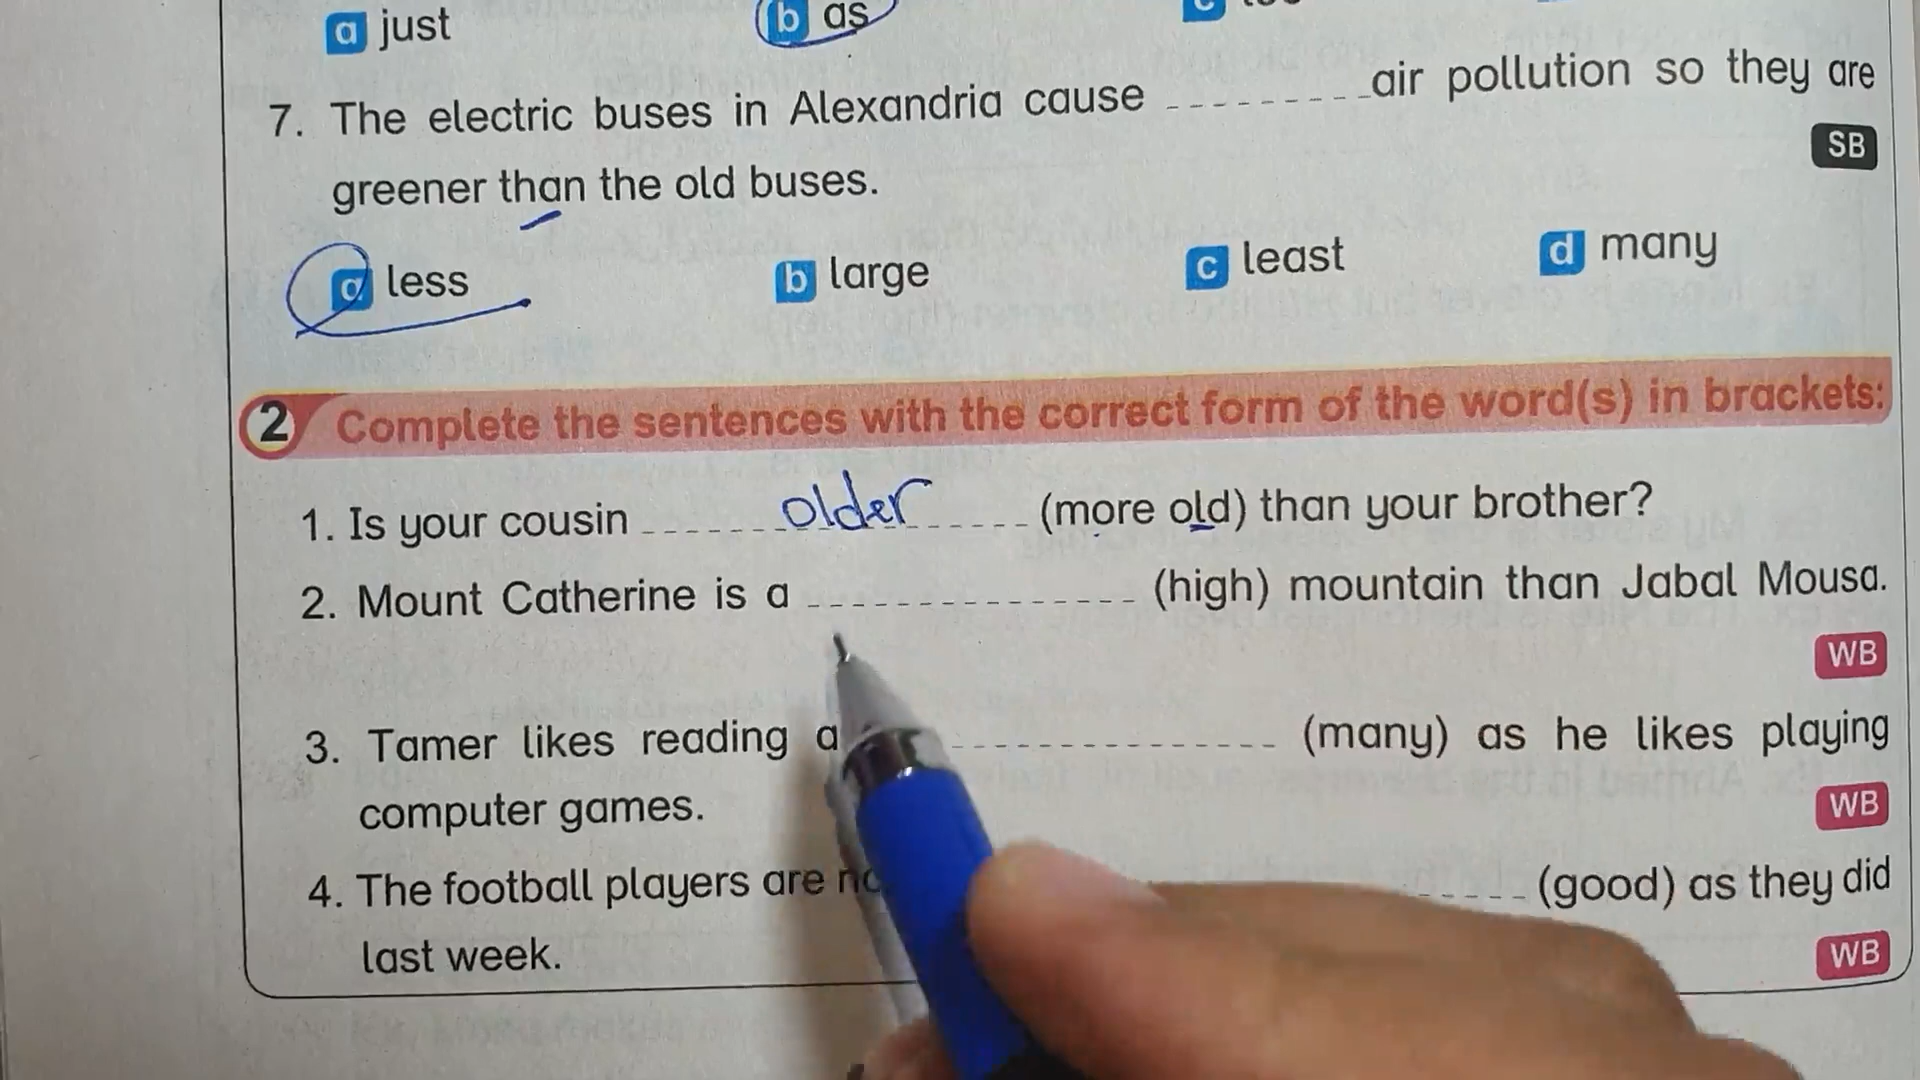 a just b as c
7. The electric buses in Alexandria cause ---------air pollution so they are
greener than the old buses. SB
a less b large c least d many
2 Complete the sentences with the correct form of the word(s) in brackets:
1. Is your cousin older (more old) than your brother?
2. Mount Catherine is a --------------- (high) mountain than Jabal Mousa.
WB
3. Tamer likes reading --------------- (many) as he likes playing
computer games. WB
4. The football players are ---- (good) as they did
last week. WB